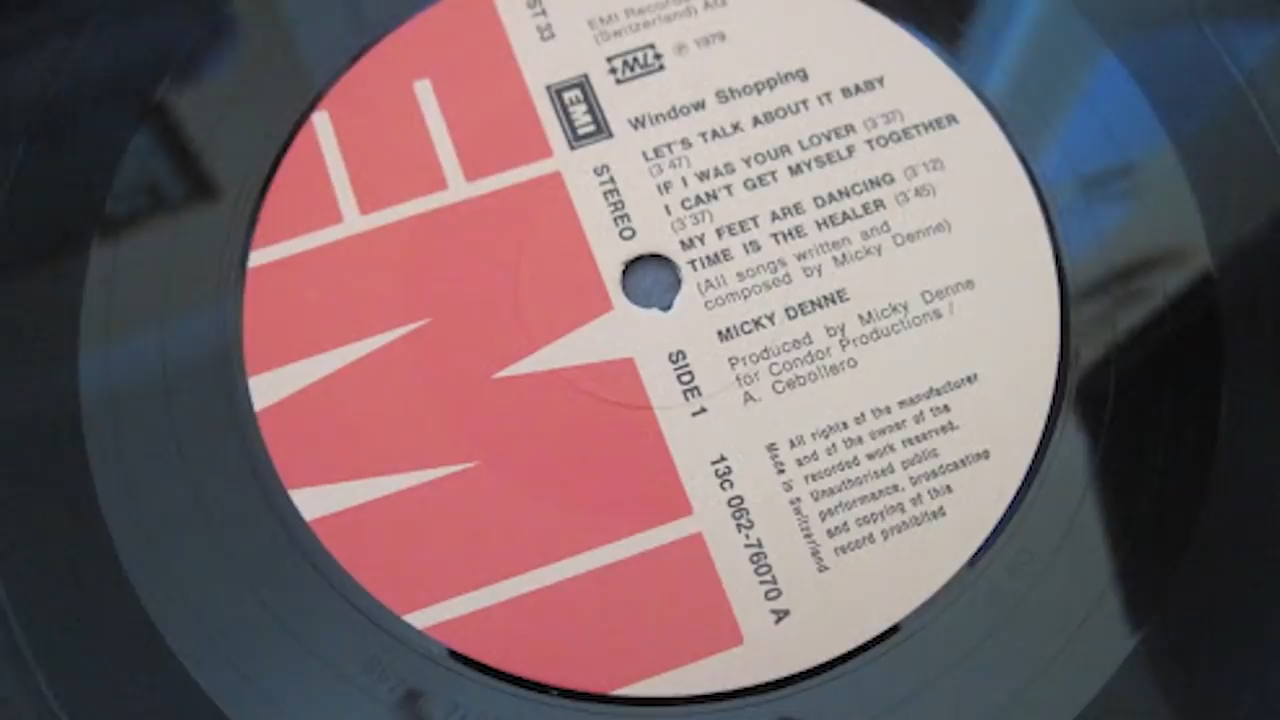 ST 33
EMI Records
(Switzerland) AG
℗ 1979
EMI
STEREO
Window Shopping
LET'S TALK ABOUT IT BABY
(3'47)
IF I WAS YOUR LOVER (3'37)
I CAN'T GET MYSELF TOGETHER
(3'37)
MY FEET ARE DANCING (3'12)
TIME IS THE HEALER (3'45)
(All songs written and
composed by Micky Denne)
MICKY DENNE
Produced by Micky Denne
for Condor Productions /
A. Cebollero
SIDE 1
13c 062-76070 A
All rights of the manufacturer
and of the owner of the
recorded work reserved.
Unauthorised public
performance, broadcasting
and copying of this
record prohibited
Made in Switzerland
EMI